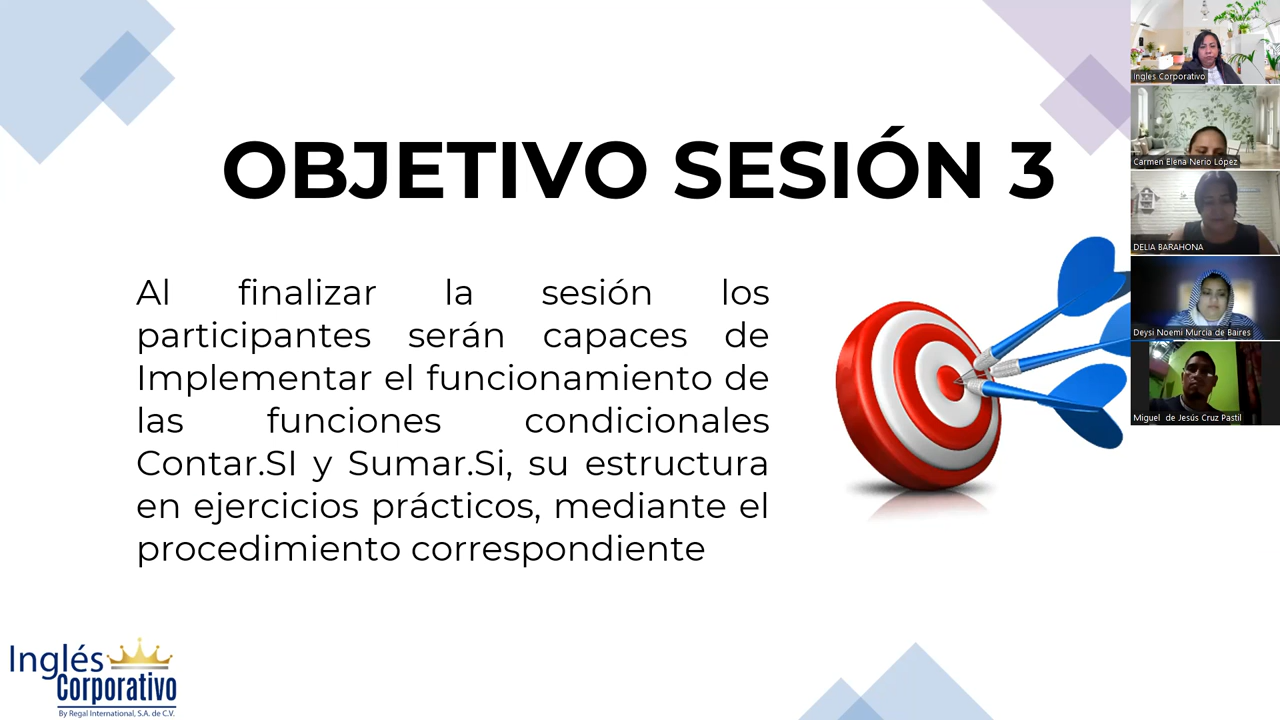 OBJETIVO SESIÓN 3
Al finalizar la sesión los
participantes serán capaces de
Implementar el funcionamiento de
las funciones condicionales
Contar.SI y Sumar.Si, su estructura
en ejercicios prácticos, mediante el
procedimiento correspondiente
Inglés
Corporativo
By Regal International, S.A. de C.V.
Ingles Corporativo
Carmen Elena Nerio López
DELIA BARAHONA
Deysi Noemi Murcia de Baires
Miguel de Jesús Cruz Pastil